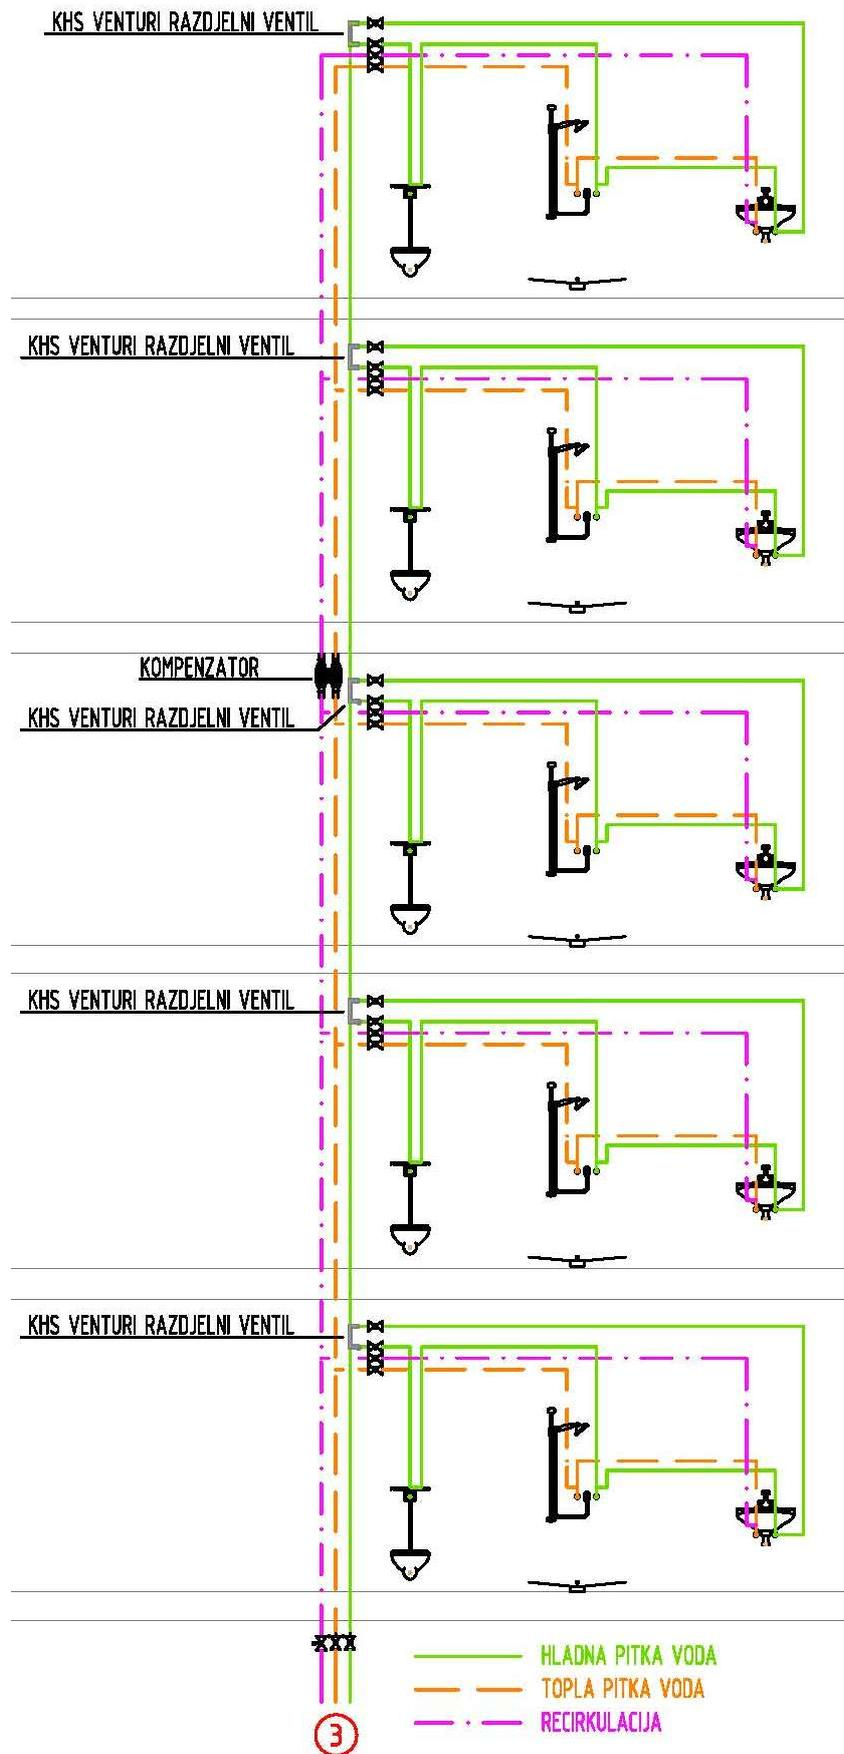 KHS VENTURI RAZDJELNI VENTIL
KHS VENTURI RAZDJELNI VENTIL
KOMPENZATOR
KHS VENTURI RAZDJELNI VENTIL
KHS VENTURI RAZDJELNI VENTIL
KHS VENTURI RAZDJELNI VENTIL
HLADNA PITKA VODA
TOPLA PITKA VODA
RECIRKULACIJA
3